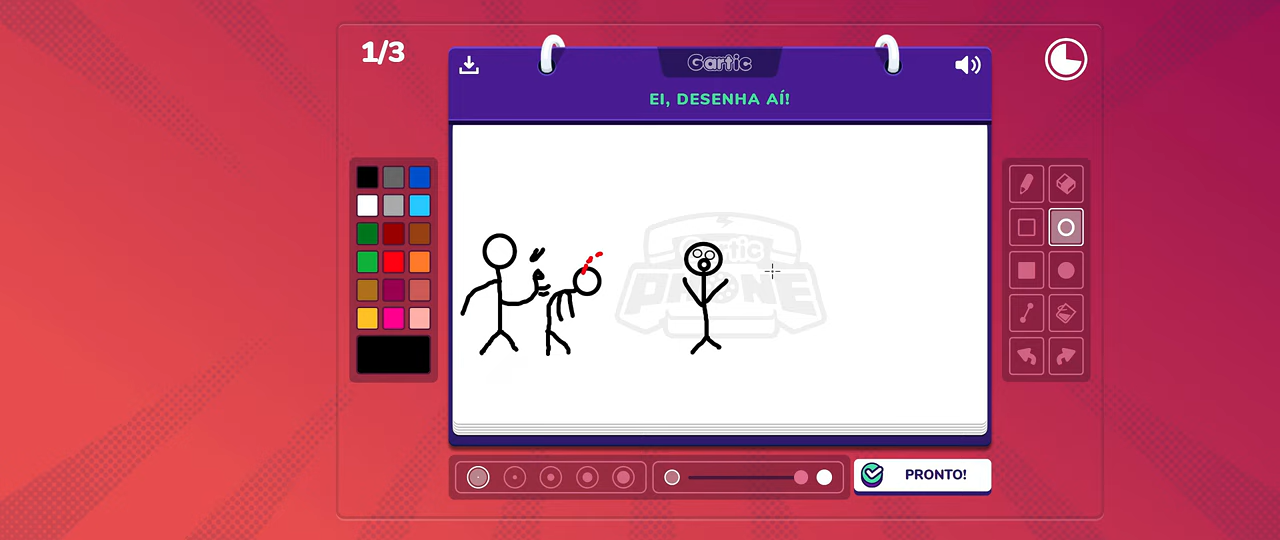 1/3
Gartic
EI, DESENHA AÍ!
Gartic
PHONE
PRONTO!